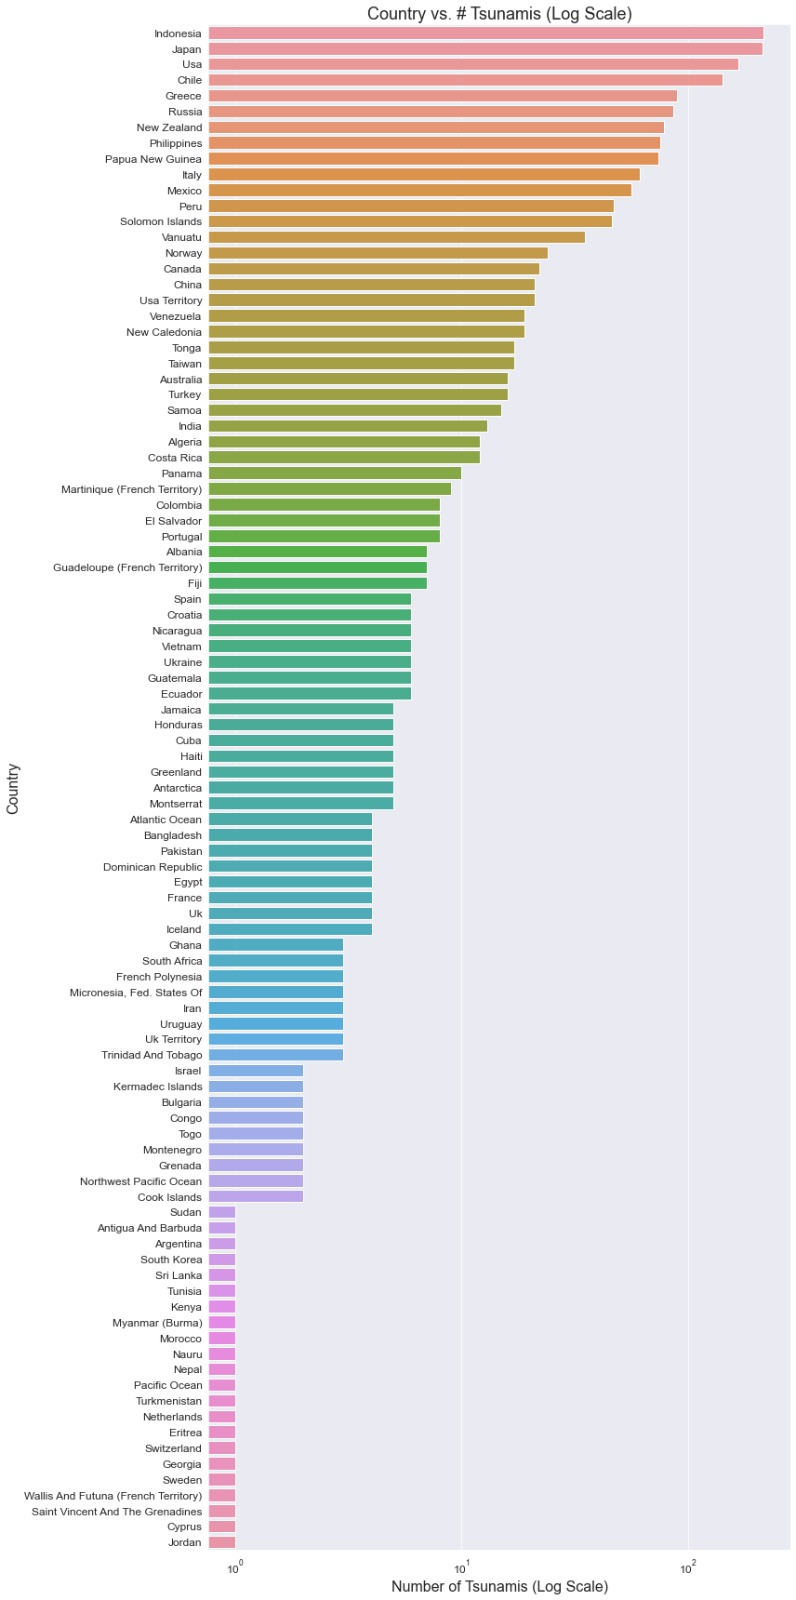 Country vs. # Tsunamis (Log Scale)
Indonesia
Japan
Usa
Chile
Greece
Russia
New Zealand
Philippines
Papua New Guinea
Italy
Mexico
Peru
Solomon Islands
Vanuatu
Norway
Canada
China
Usa Territory
Venezuela
New Caledonia
Tonga
Taiwan
Australia
Turkey
Samoa
India
Algeria
Costa Rica
Panama
Martinique (French Territory)
Colombia
El Salvador
Portugal
Albania
Guadeloupe (French Territory)
Fiji
Spain
Croatia
Nicaragua
Vietnam
Ukraine
Guatemala
Ecuador
Jamaica
Honduras
Cuba
Haiti
Greenland
Antarctica
Montserrat
Atlantic Ocean
Bangladesh
Pakistan
Dominican Republic
Egypt
France
Uk
Iceland
Ghana
South Africa
French Polynesia
Micronesia, Fed. States Of
Iran
Uruguay
Uk Territory
Trinidad And Tobago
Israel
Kermadec Islands
Bulgaria
Congo
Togo
Montenegro
Grenada
Northwest Pacific Ocean
Cook Islands
Sudan
Antigua And Barbuda
Argentina
South Korea
Sri Lanka
Tunisia
Kenya
Myanmar (Burma)
Morocco
Nauru
Nepal
Pacific Ocean
Turkmenistan
Netherlands
Eritrea
Switzerland
Georgia
Sweden
Wallis And Futuna (French Territory)
Saint Vincent And The Grenadines
Cyprus
Jordan
Country
10⁰ 10¹ 10²
Number of Tsunamis (Log Scale)